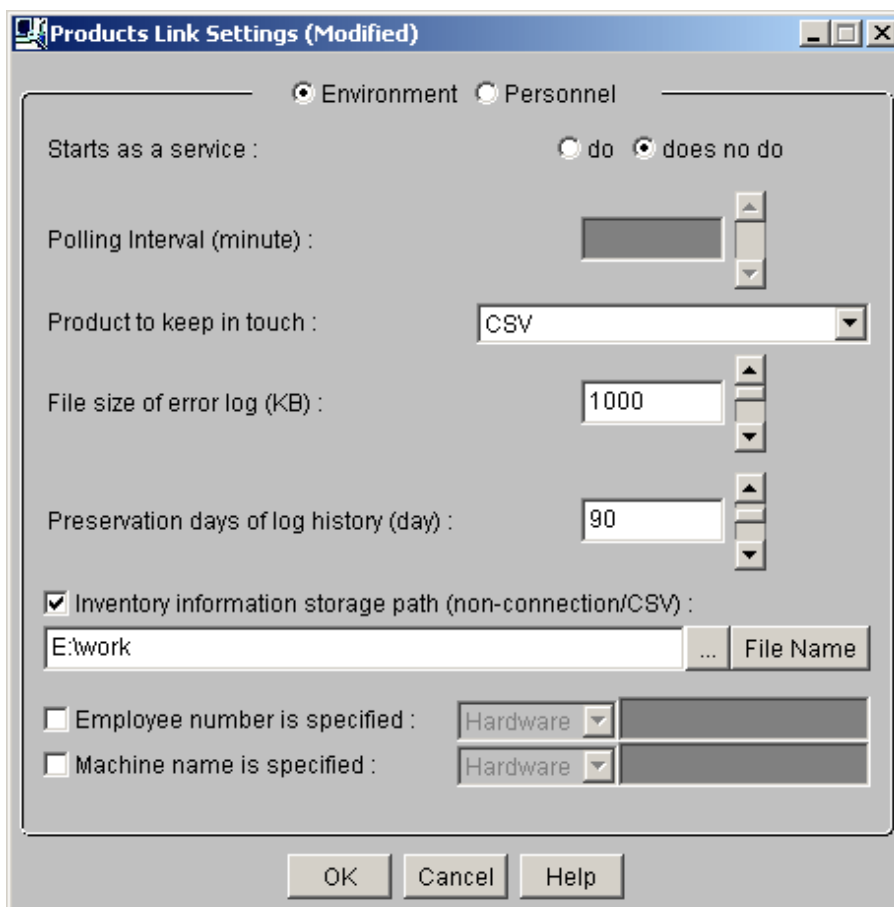 Products Link Settings (Modified)
Environment Personnel
Starts as a service : do does no do
Polling Interval (minute) :
Product to keep in touch : CSV
File size of error log (KB) : 1000
Preservation days of log history (day) : 90
Inventory information storage path (non-connection/CSV) :
E:\work ... File Name
Employee number is specified : Hardware
Machine name is specified : Hardware
OK Cancel Help